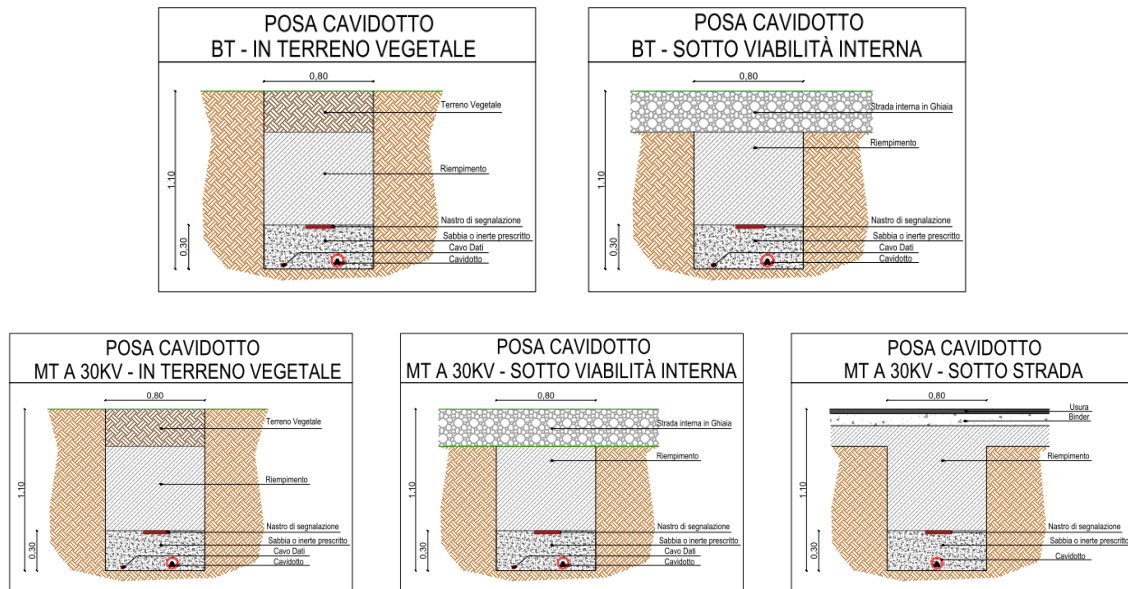 POSA CAVIDOTTO
BT - IN TERRENO VEGETALE
0,80
Terreno Vegetale
Riempimento
1.10
Nastro di segnalazione
Sabbia o inerte prescritto
0.30
Cavo Dati
Cavidotto
POSA CAVIDOTTO
BT - SOTTO VIABILITÀ INTERNA
0,80
Strada interna in Ghiaia
Riempimento
1.10
Nastro di segnalazione
Sabbia o inerte prescritto
0.30
Cavo Dati
Cavidotto
POSA CAVIDOTTO
MT A 30KV - IN TERRENO VEGETALE
0,80
Terreno Vegetale
Riempimento
1.10
Nastro di segnalazione
Sabbia o inerte prescritto
0.30
Cavo Dati
Cavidotto
POSA CAVIDOTTO
MT A 30KV - SOTTO VIABILITÀ INTERNA
0,80
Strada interna in Ghiaia
Riempimento
1.10
Nastro di segnalazione
Sabbia o inerte prescritto
0.30
Cavo Dati
Cavidotto
POSA CAVIDOTTO
MT A 30KV - SOTTO STRADA
0,80
Usura
Binder
Riempimento
1.10
Nastro di segnalazione
Sabbia o inerte prescritto
0.30
Cavidotto